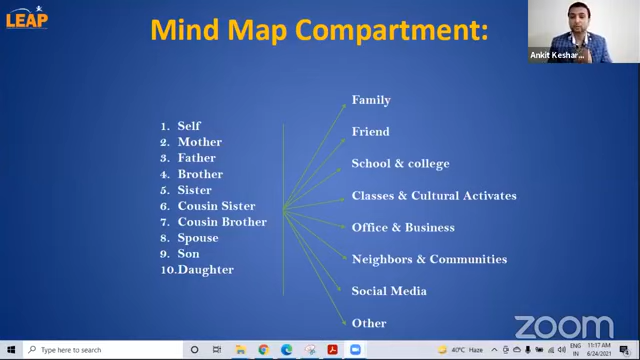 LEAP
Mind Map Compartment:
Ankit Keshar...
1. Self
2. Mother
3. Father
4. Brother
5. Sister
6. Cousin Sister
7. Cousin Brother
8. Spouse
9. Son
10. Daughter
Family
Friend
School & college
Classes & Cultural Activates
Office & Business
Neighbors & Communities
Social Media
Other
zoom
Type here to search
40°C Haze
ENG
IN
11:17 AM
6/24/2021